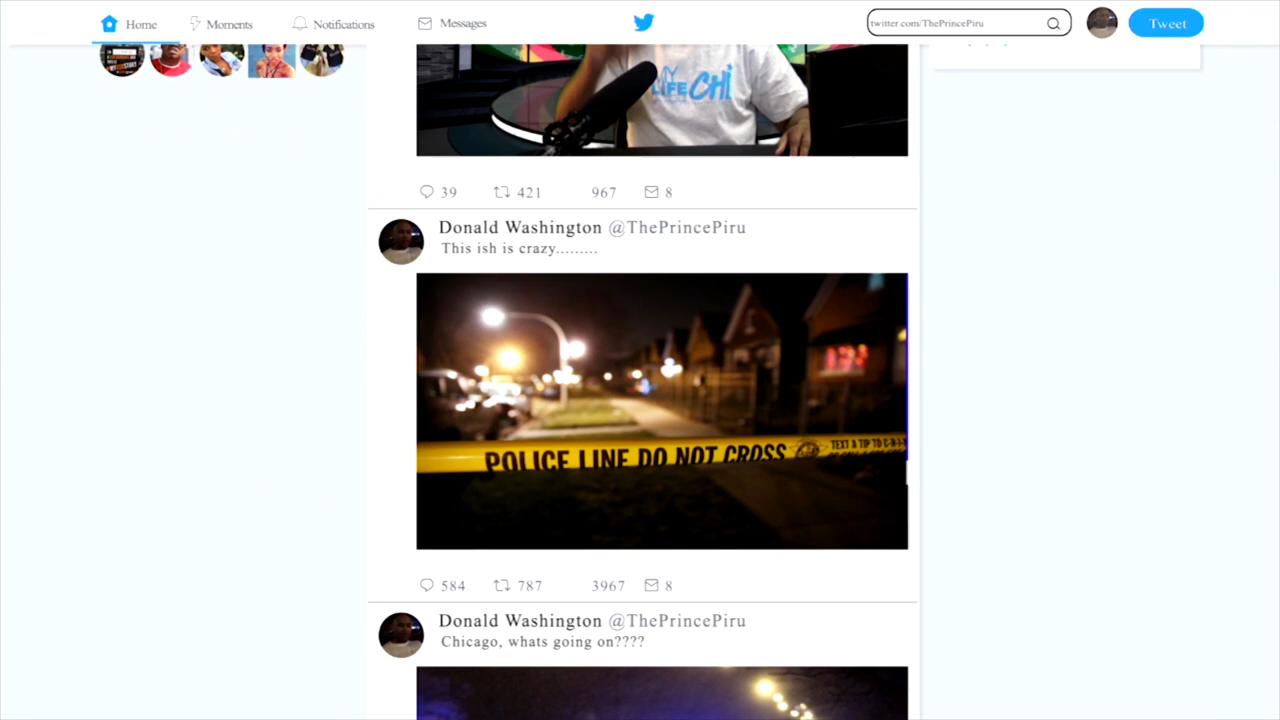 Home
Moments
Notifications
Messages
twitter.com/ThePrincePiru
Tweet
MY
LIFE CHI
39
421
967
8
Donald Washington @ThePrincePiru
This ish is crazy.........
POLICE LINE DO NOT CROSS
TEXT A TIP TO C-R-I-
584
787
3967
8
Donald Washington @ThePrincePiru
Chicago, whats going on????